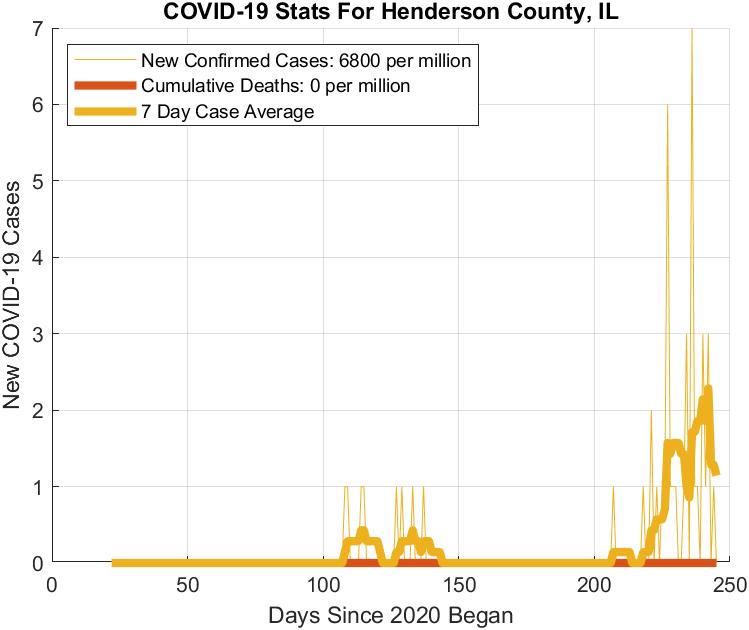 COVID-19 Stats For Henderson County, IL
New Confirmed Cases: 6800 per million
Cumulative Deaths: 0 per million
7 Day Case Average
New COVID-19 Cases
7
6
5
4
3
2
1
0
0 50 100 150 200 250
Days Since 2020 Began